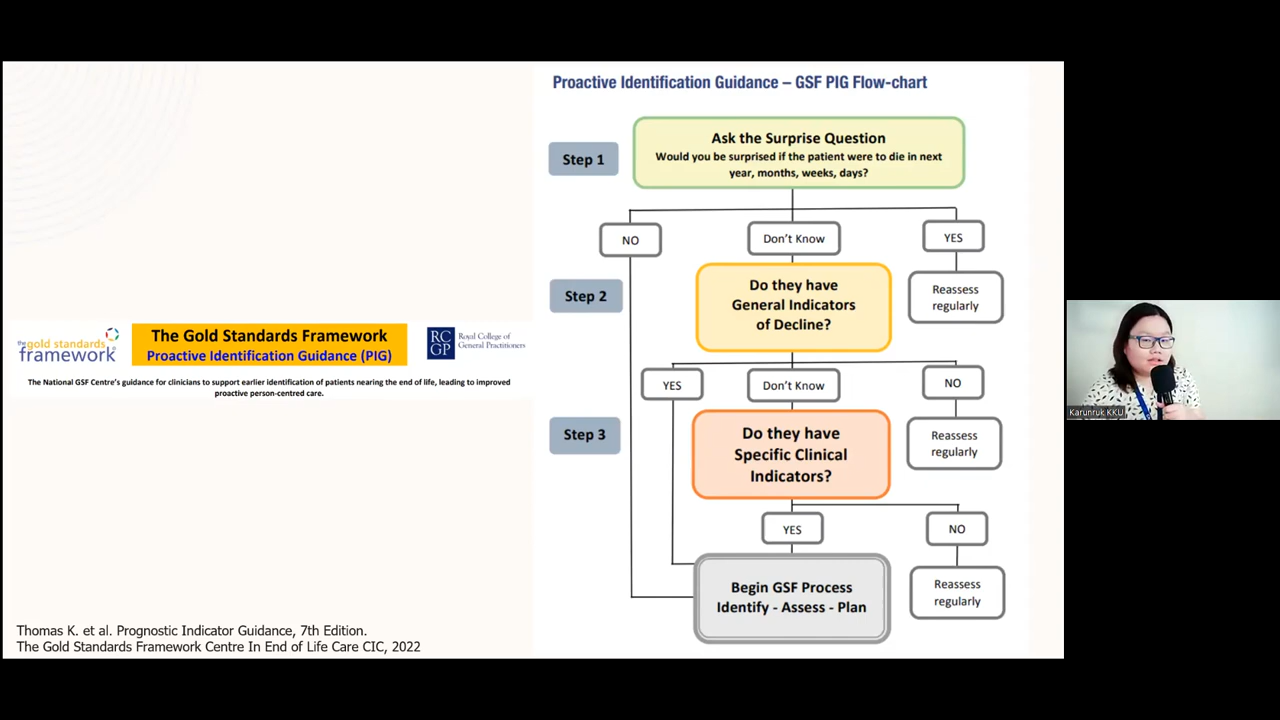 Proactive Identification Guidance – GSF PIG Flow-chart
Step 1
Ask the Surprise Question
Would you be surprised if the patient were to die in next
year, months, weeks, days?
NO
Don't Know
YES
Reassess
regularly
Step 2
Do they have
General Indicators
of Decline?
YES
Don't Know
NO
Reassess
regularly
Step 3
Do they have
Specific Clinical
Indicators?
YES
NO
Reassess
regularly
Begin GSF Process
Identify - Assess - Plan
the gold standards
framework
The Gold Standards Framework
Proactive Identification Guidance (PIG)
RC
GP
Royal College of
General Practitioners
The National GSF Centre's guidance for clinicians to support earlier identification of patients nearing the end of life, leading to improved
proactive person-centred care.
Thomas K. et al. Prognostic Indicator Guidance, 7th Edition.
The Gold Standards Framework Centre In End of Life Care CIC, 2022
Karunruk KKU